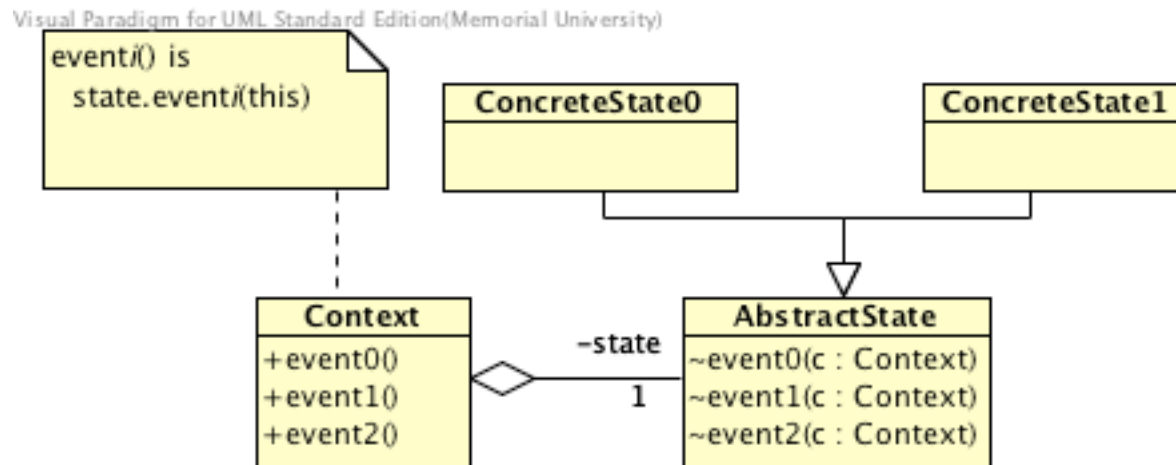 Visual Paradigm for UML Standard Edition(Memorial University)
eventi() is
state.eventi(this)
ConcreteState0
ConcreteState1
Context
+event0()
+event1()
+event2()
-state
1
AbstractState
~event0(c : Context)
~event1(c : Context)
~event2(c : Context)